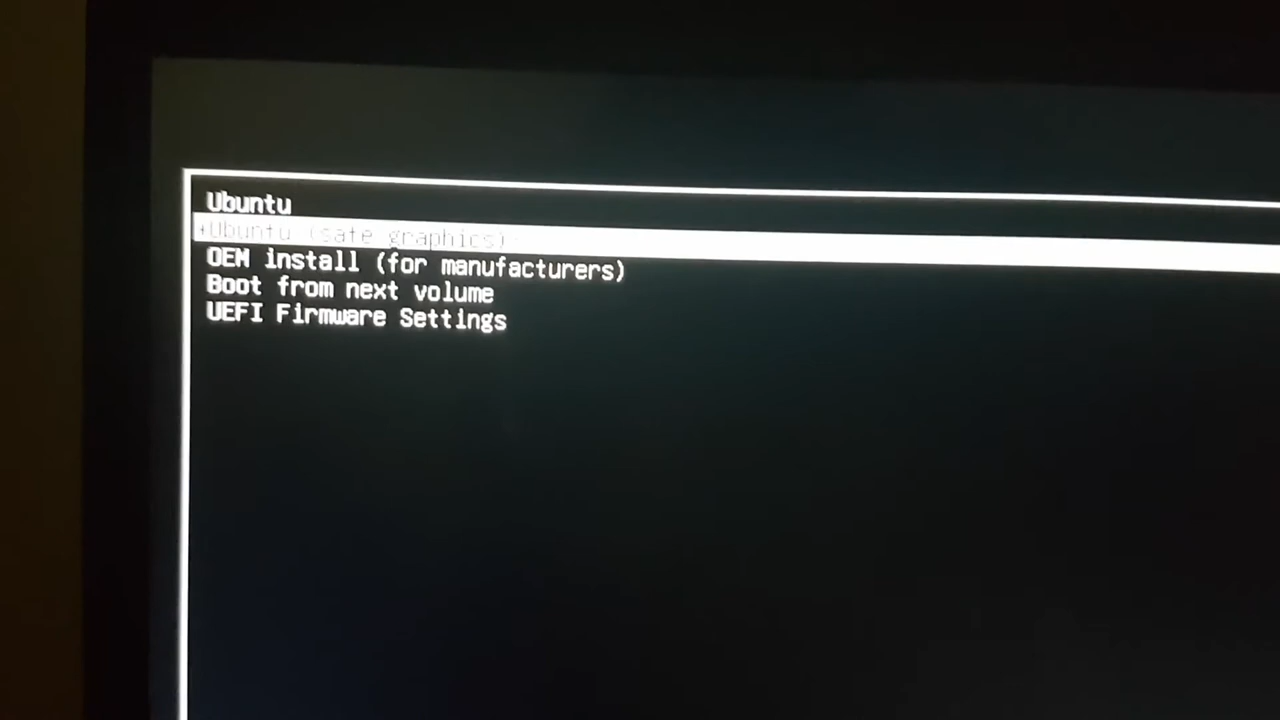 Ubuntu
*Ubuntu (safe graphics)
OEM install (for manufacturers)
Boot from next volume
UEFI Firmware Settings